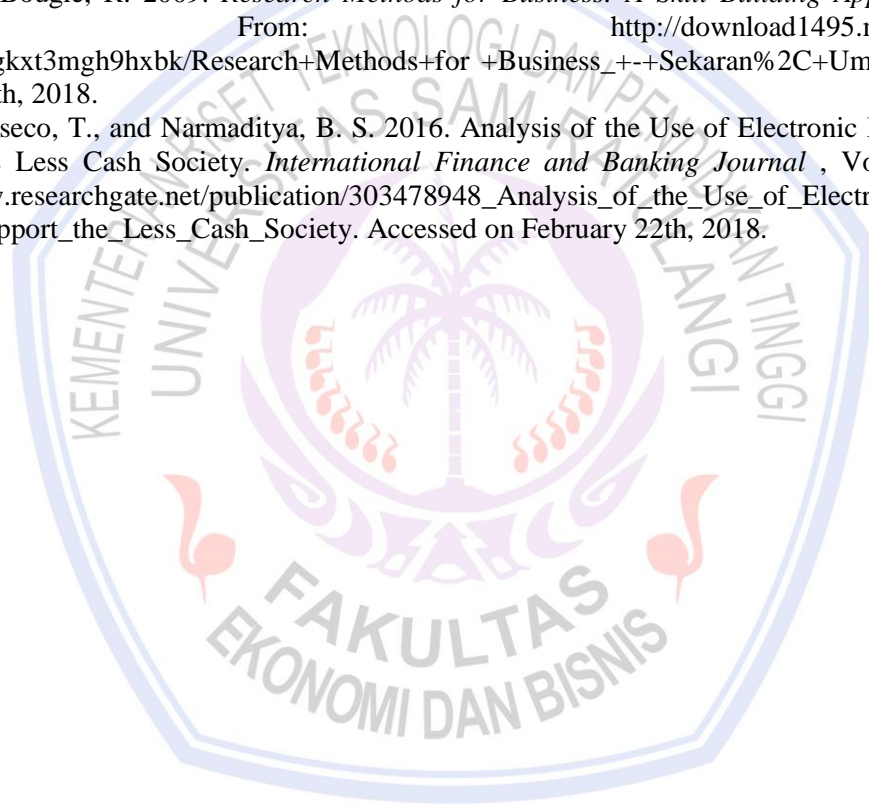 Bougie, R. 2009. Research Methods for Business: A Skill Building App
From: http://download1495.
gkxt3mgh9hxbk/Research+Methods+for +Business_+-+Sekaran%2C+Um
th, 2018.
seco, T., and Narmaditya, B. S. 2016. Analysis of the Use of Electronic
Less Cash Society. International Finance and Banking Journal , Vo
.researchgate.net/publication/303478948_Analysis_of_the_Use_of_Electr
pport_the_Less_Cash_Society. Accessed on February 22th, 2018.
KEMENTERIAN RISET TEKNOLOGI DAN PENDIDIKAN TINGGI
UNIVERSITAS SAM RATULANGI
FAKULTAS
EKONOMI DAN BISNIS